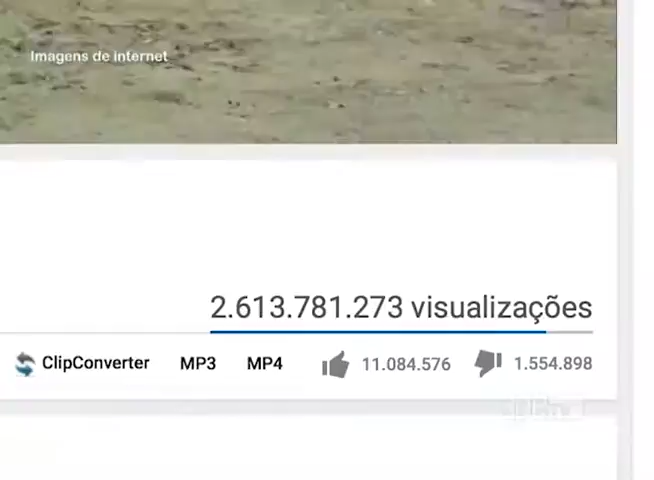 Imagens de internet
2.613.781.273 visualizações
ClipConverter MP3 MP4 11.084.576 1.554.898